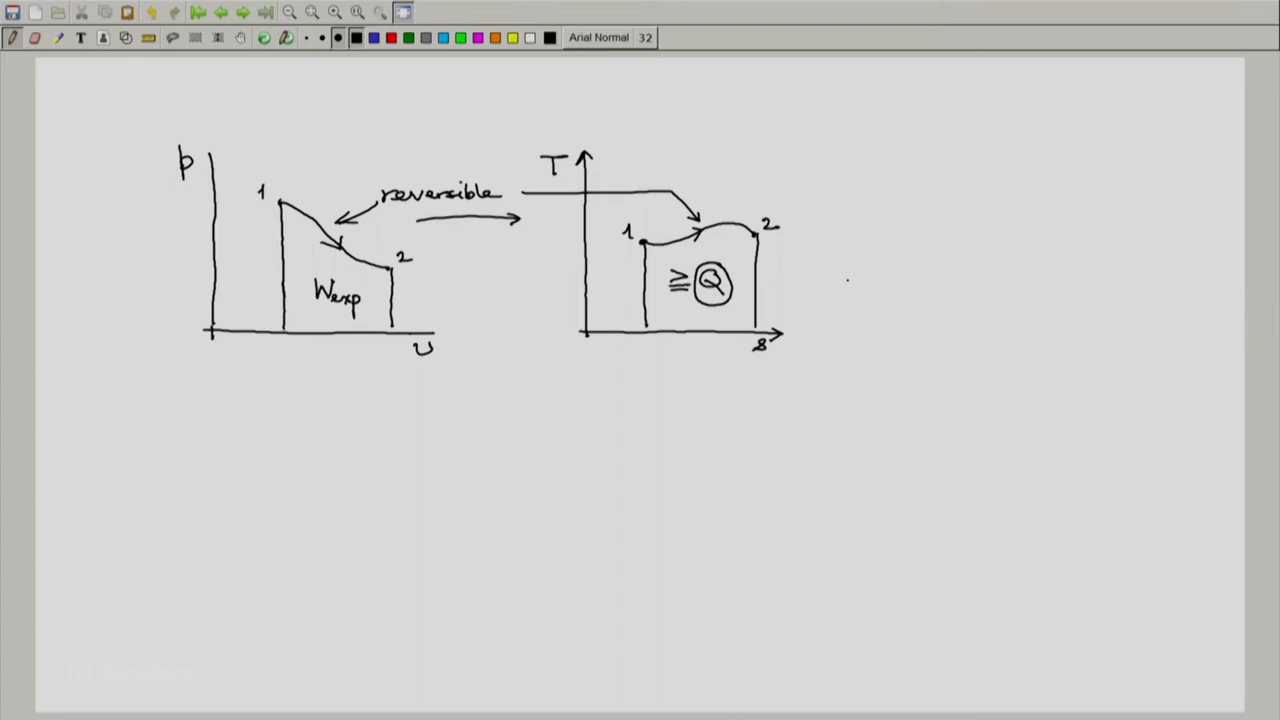 Arial Normal 32
p
1
reversible
2
Wexp
v
T
1
2
≧ Q
s